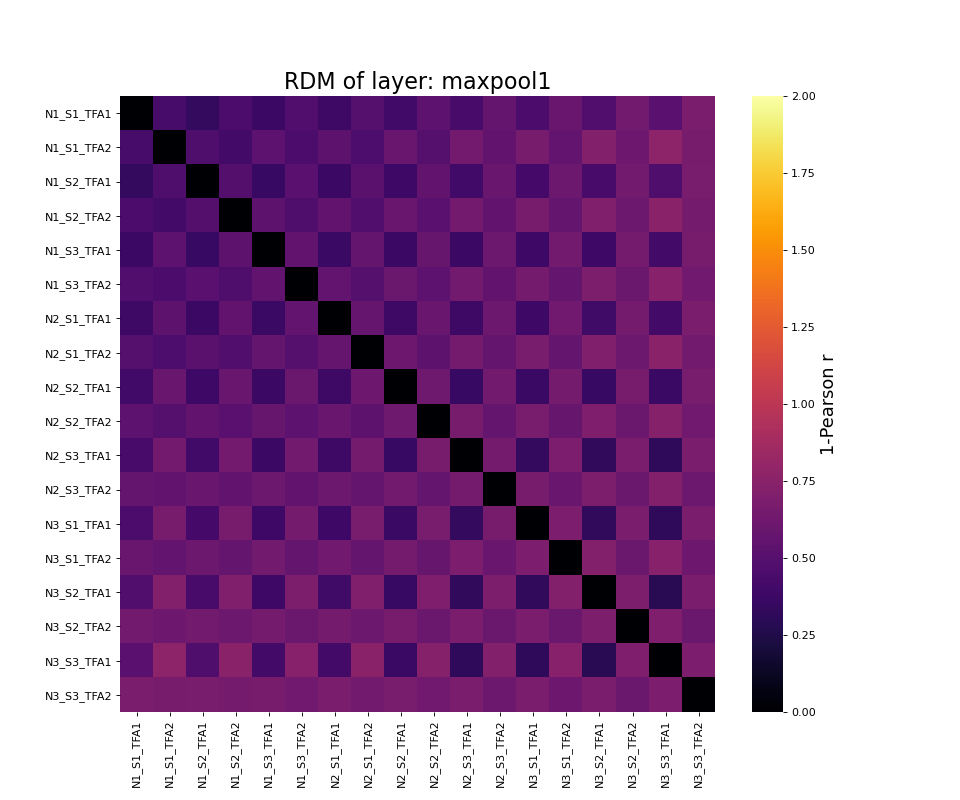 RDM of layer: maxpool1
N1_S1_TFA1
N1_S1_TFA2
N1_S2_TFA1
N1_S2_TFA2
N1_S3_TFA1
N1_S3_TFA2
N2_S1_TFA1
N2_S1_TFA2
N2_S2_TFA1
N2_S2_TFA2
N2_S3_TFA1
N2_S3_TFA2
N3_S1_TFA1
N3_S1_TFA2
N3_S2_TFA1
N3_S2_TFA2
N3_S3_TFA1
N3_S3_TFA2
N1_S1_TFA1
N1_S1_TFA2
N1_S2_TFA1
N1_S2_TFA2
N1_S3_TFA1
N1_S3_TFA2
N2_S1_TFA1
N2_S1_TFA2
N2_S2_TFA1
N2_S2_TFA2
N2_S3_TFA1
N2_S3_TFA2
N3_S1_TFA1
N3_S1_TFA2
N3_S2_TFA1
N3_S2_TFA2
N3_S3_TFA1
N3_S3_TFA2
2.00
1.75
1.50
1.25
1.00
0.75
0.50
0.25
0.00
1-Pearson r